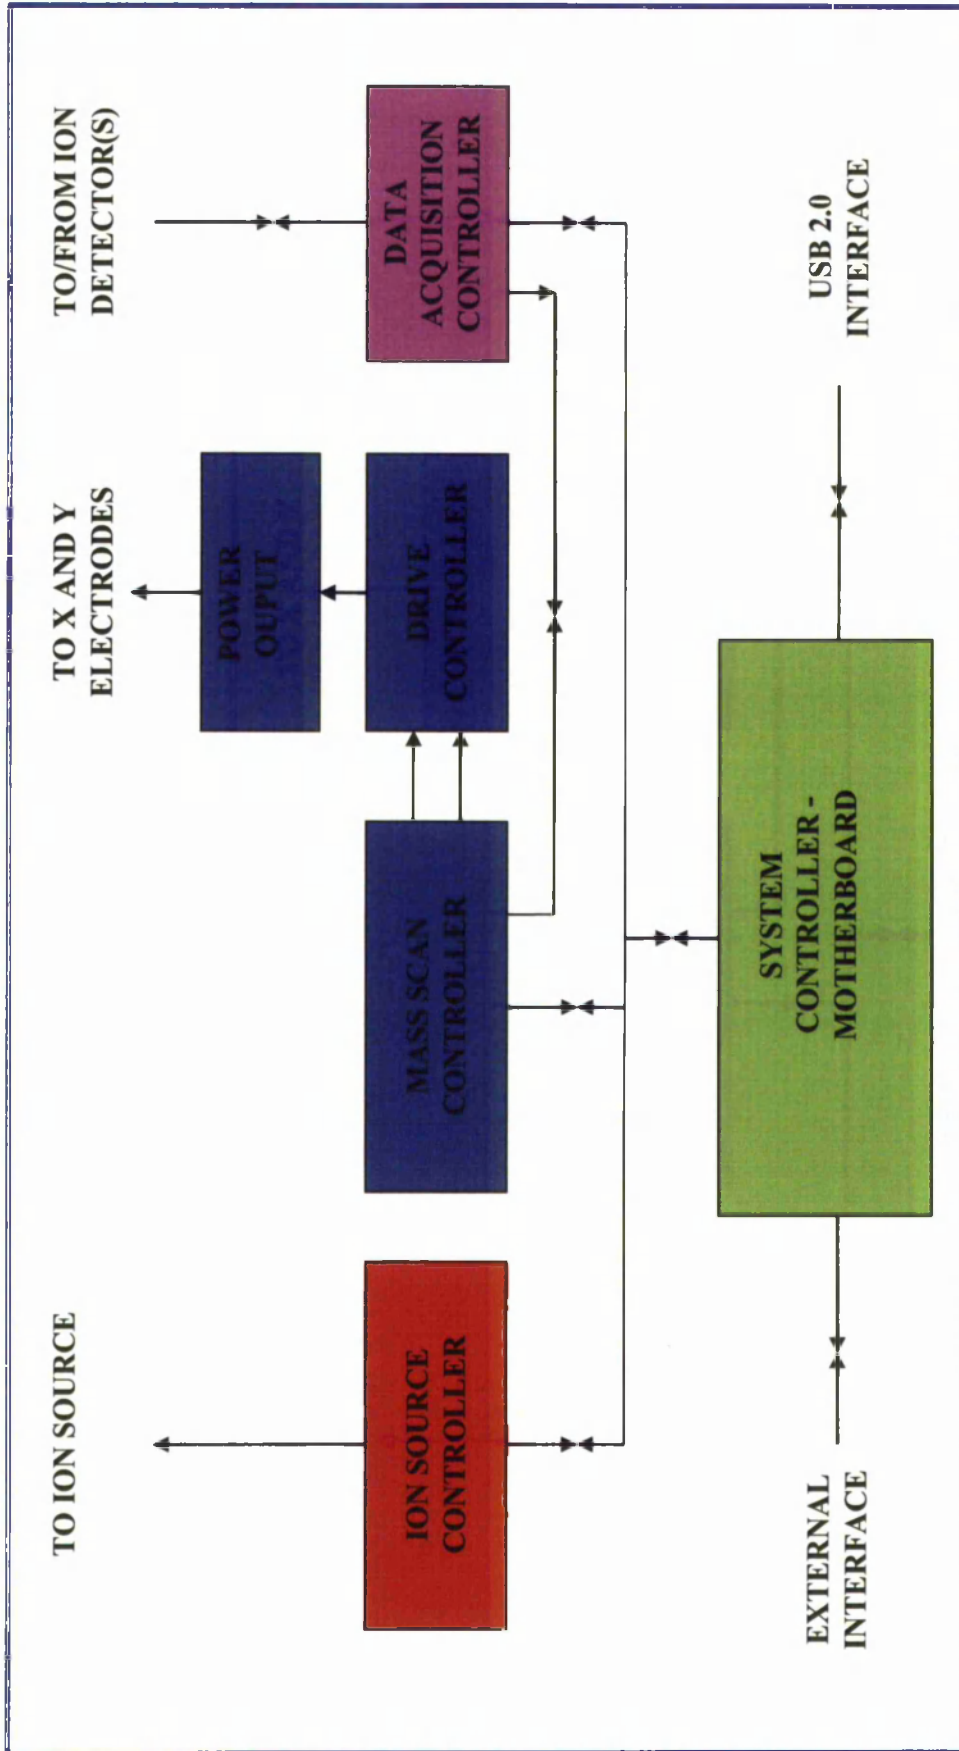 TO ION SOURCE
TO X AND Y
ELECTRODES
TO/FROM ION
DETECTOR(S)
POWER
OUPUT
ION SOURCE
CONTROLLER
MASS SCAN
CONTROLLER
DRIVE
CONTROLLER
DATA
ACQUISITION
CONTROLLER
EXTERNAL
INTERFACE
SYSTEM
CONTROLLER -
MOTHERBOARD
USB 2.0
INTERFACE